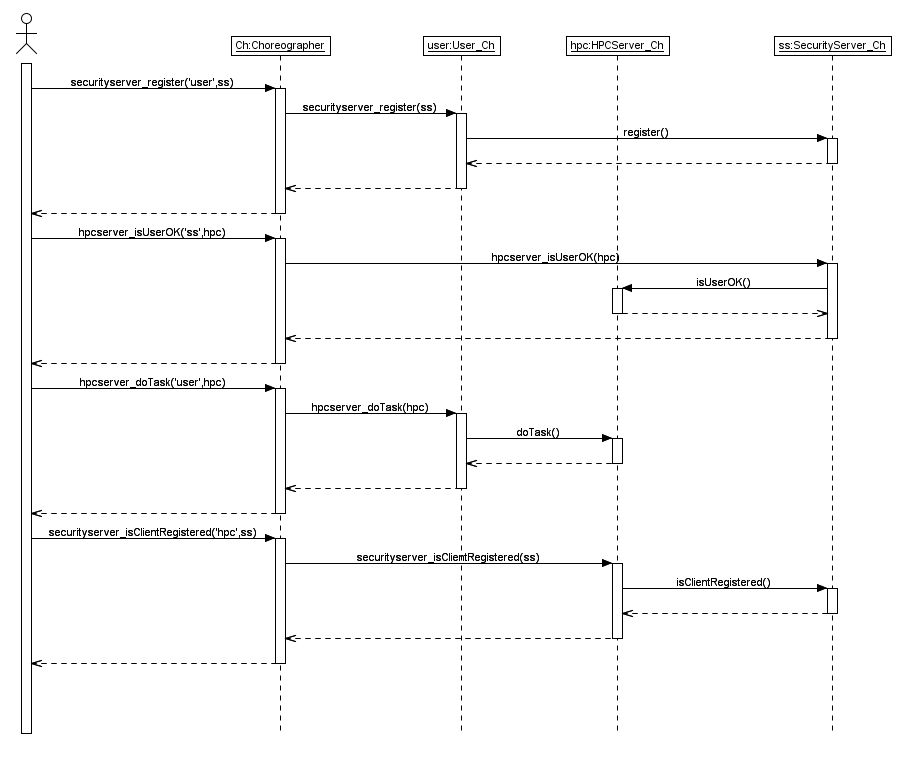 Ch:Choreographer
user:User_Ch
hpc:HPCServer_Ch
ss:SecurityServer_Ch
securityserver_register('user',ss)
securityserver_register(ss)
register()
hpcserver_isUserOK('ss',hpc)
hpcserver_isUserOK(hpc)
isUserOK()
hpcserver_doTask('user',hpc)
hpcserver_doTask(hpc)
doTask()
securityserver_isClientRegistered('hpc',ss)
securityserver_isClientRegistered(ss)
isClientRegistered()